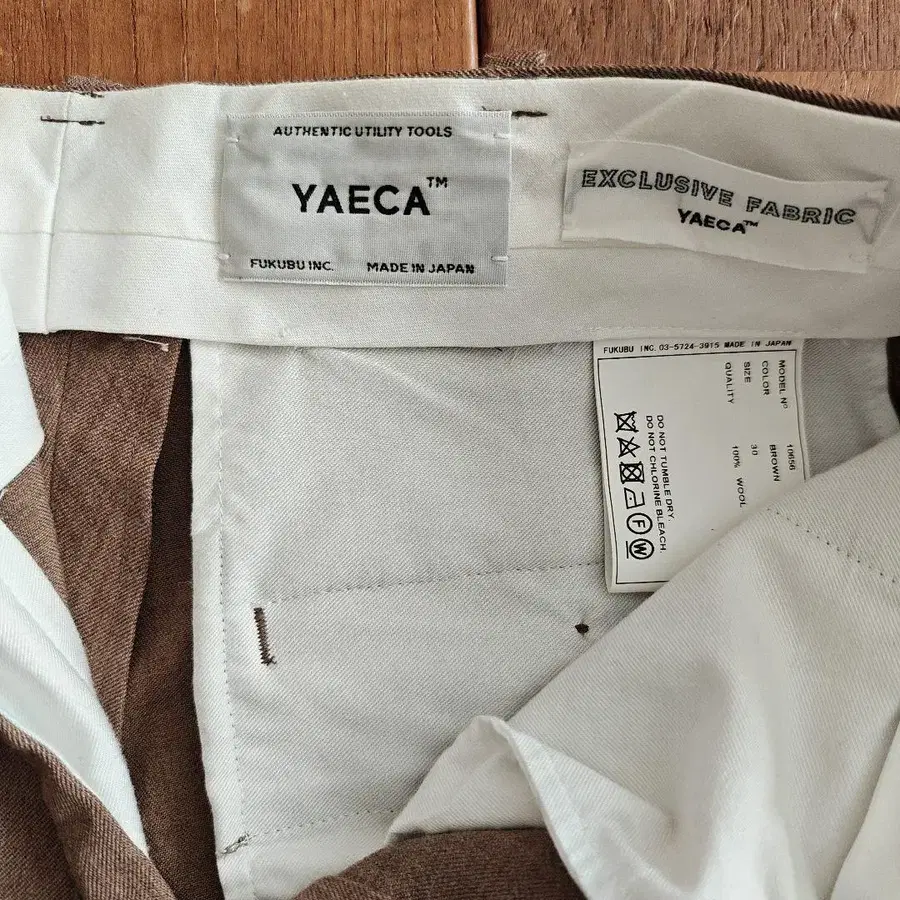 AUTHENTIC UTILITY TOOLS
YAECA™
FUKUBU INC. MADE IN JAPAN
EXCLUSIVE FABRIC
YAECA™
FUKUBU INC. 03-5724-3915 MADE IN JAPAN
MODEL Nº 10656
COLOR BROWN
SIZE 30
QUALITY 100% WOOL
DO NOT TUMBLE DRY.
DO NOT CHLORINE BLEACH.
F
W